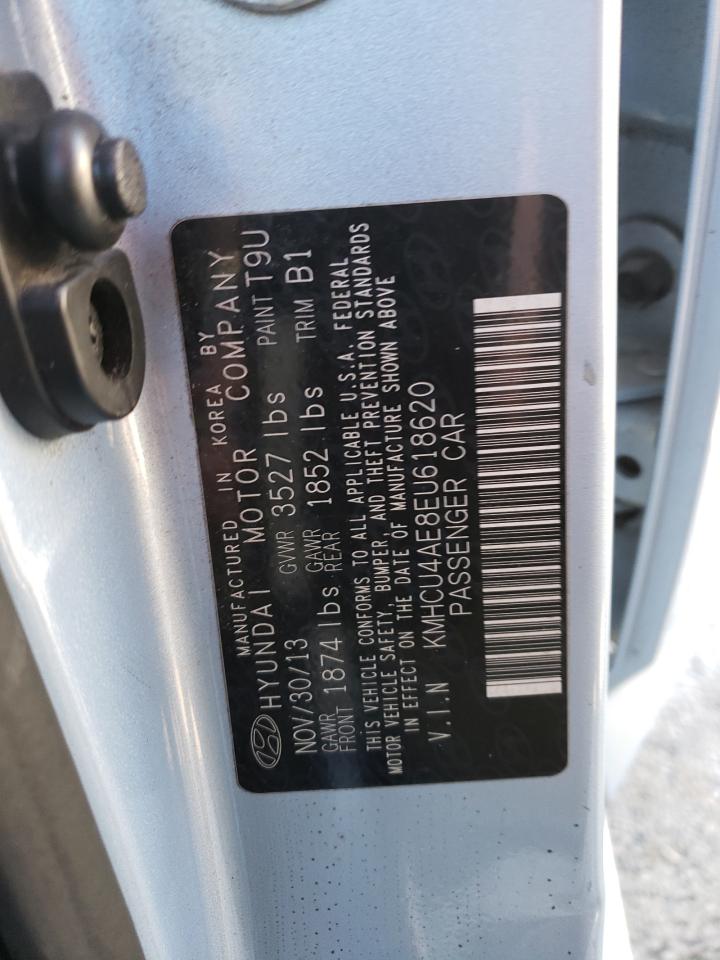 MANUFACTURED IN KOREA BY
HYUNDAI MOTOR COMPANY
NOV/30/13 GVWR 3527 lbs PAINT T9U
GAWR FRONT 1874 lbs GAWR REAR 1852 lbs TRIM B1
THIS VEHICLE CONFORMS TO ALL APPLICABLE U.S.A. FEDERAL
MOTOR VEHICLE SAFETY, BUMPER, AND THEFT PREVENTION STANDARDS
IN EFFECT ON THE DATE OF MANUFACTURE SHOWN ABOVE
V.I.N KMHCU4AE8EU618620
PASSENGER CAR